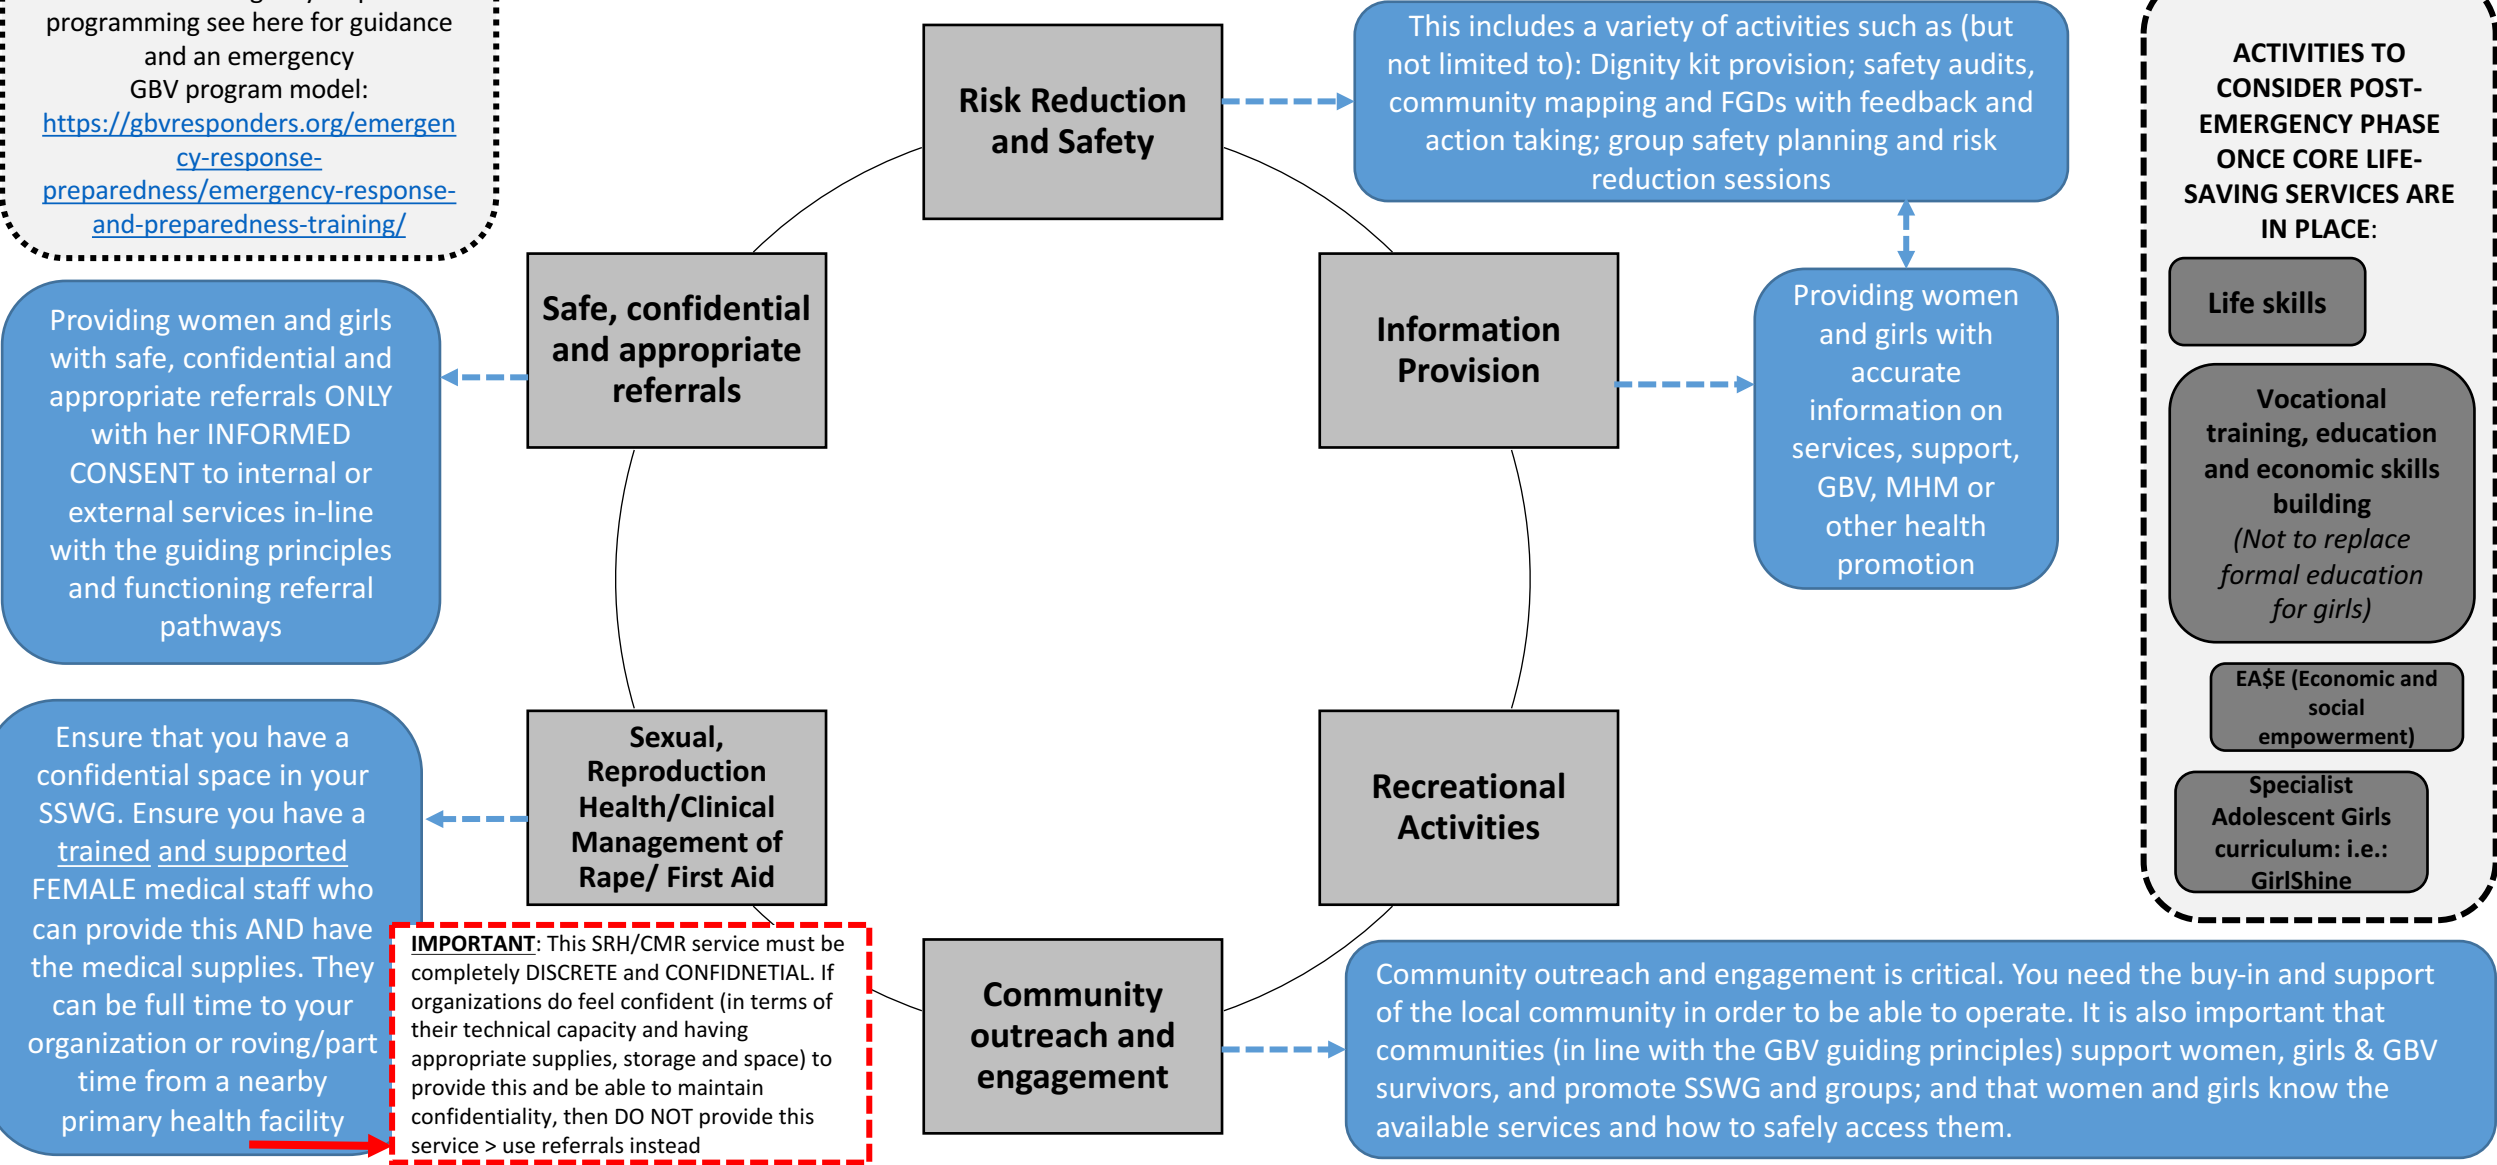 programming see here for guidance
and an emergency
GBV program model:
https://gbvresponders.org/emergen
cy-response-
preparedness/emergency-response-
and-preparedness-training/
Risk Reduction
and Safety
This includes a variety of activities such as (but
not limited to): Dignity kit provision; safety audits,
community mapping and FGDs with feedback and
action taking; group safety planning and risk
reduction sessions
Safe, confidential
and appropriate
referrals
Providing women and girls
with safe, confidential and
appropriate referrals ONLY
with her INFORMED
CONSENT to internal or
external services in-line
with the guiding principles
and functioning referral
pathways
Information
Provision
Providing women
and girls with
accurate
information on
services, support,
GBV, MHM or
other health
promotion
Sexual,
Reproduction
Health/Clinical
Management of
Rape/ First Aid
Ensure that you have a
confidential space in your
SSWG. Ensure you have a
trained and supported
FEMALE medical staff who
can provide this AND have
the medical supplies. They
can be full time to your
organization or roving/part
time from a nearby
primary health facility
IMPORTANT: This SRH/CMR service must be
completely DISCRETE and CONFIDNETIAL. If
organizations do feel confident (in terms of
their technical capacity and having
appropriate supplies, storage and space) to
provide this and be able to maintain
confidentiality, then DO NOT provide this
service > use referrals instead
Recreational
Activities
Community
outreach and
engagement
Community outreach and engagement is critical. You need the buy-in and support
of the local community in order to be able to operate. It is also important that
communities (in line with the GBV guiding principles) support women, girls & GBV
survivors, and promote SSWG and groups; and that women and girls know the
available services and how to safely access them.
ACTIVITIES TO
CONSIDER POST-
EMERGENCY PHASE
ONCE CORE LIFE-
SAVING SERVICES ARE
IN PLACE:
Life skills
Vocational
training, education
and economic skills
building
(Not to replace
formal education
for girls)
EA$E (Economic and
social
empowerment)
Specialist
Adolescent Girls
curriculum: i.e.:
GirlShine